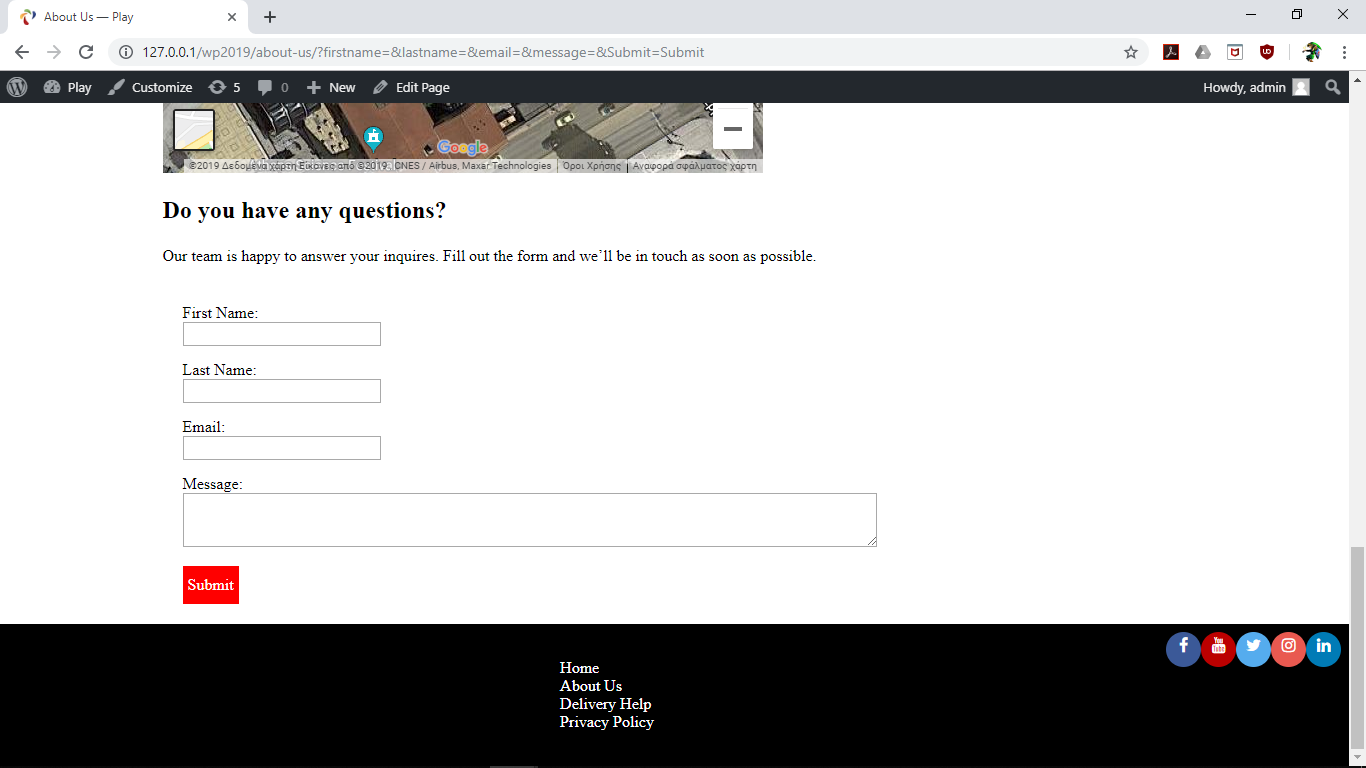 About Us — Play
127.0.0.1/wp2019/about-us/?firstname=&lastname=&email=&message=&Submit=Submit
Play Customize 5 0 New Edit Page Howdy, admin
Google
©2019 Δεδομένα χάρτη Εικόνες από ©2019 , CNES / Airbus, Maxar Technologies Όροι Χρήσης Αναφορά σφάλματος χάρτη
Do you have any questions?
Our team is happy to answer your inquires. Fill out the form and we’ll be in touch as soon as possible.
First Name:
Last Name:
Email:
Message:
Submit
You Tube
Home
About Us
Delivery Help
Privacy Policy